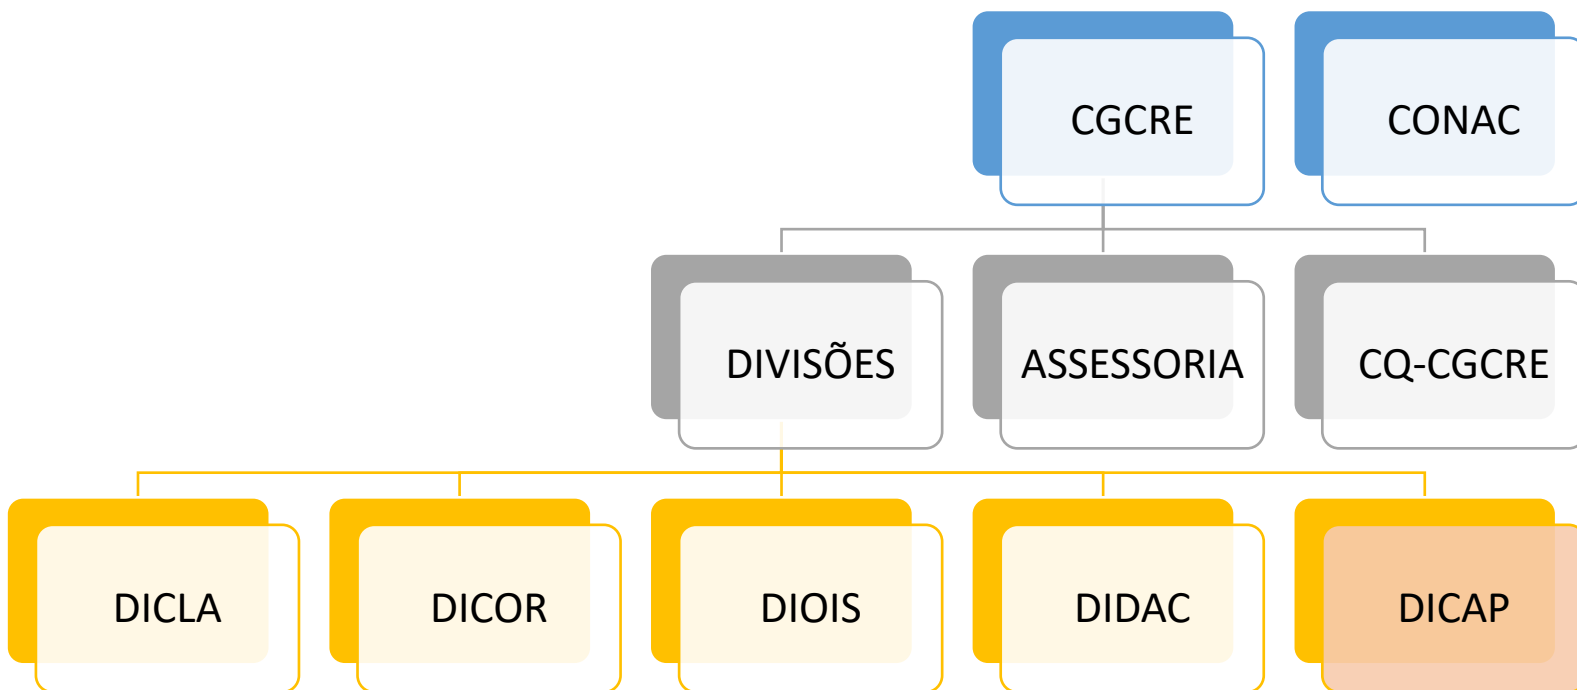 CGCRE
CONAC
DIVISÕES
ASSESSORIA
CQ-CGCRE
DICLA
DICOR
DIOIS
DIDAC
DICAP